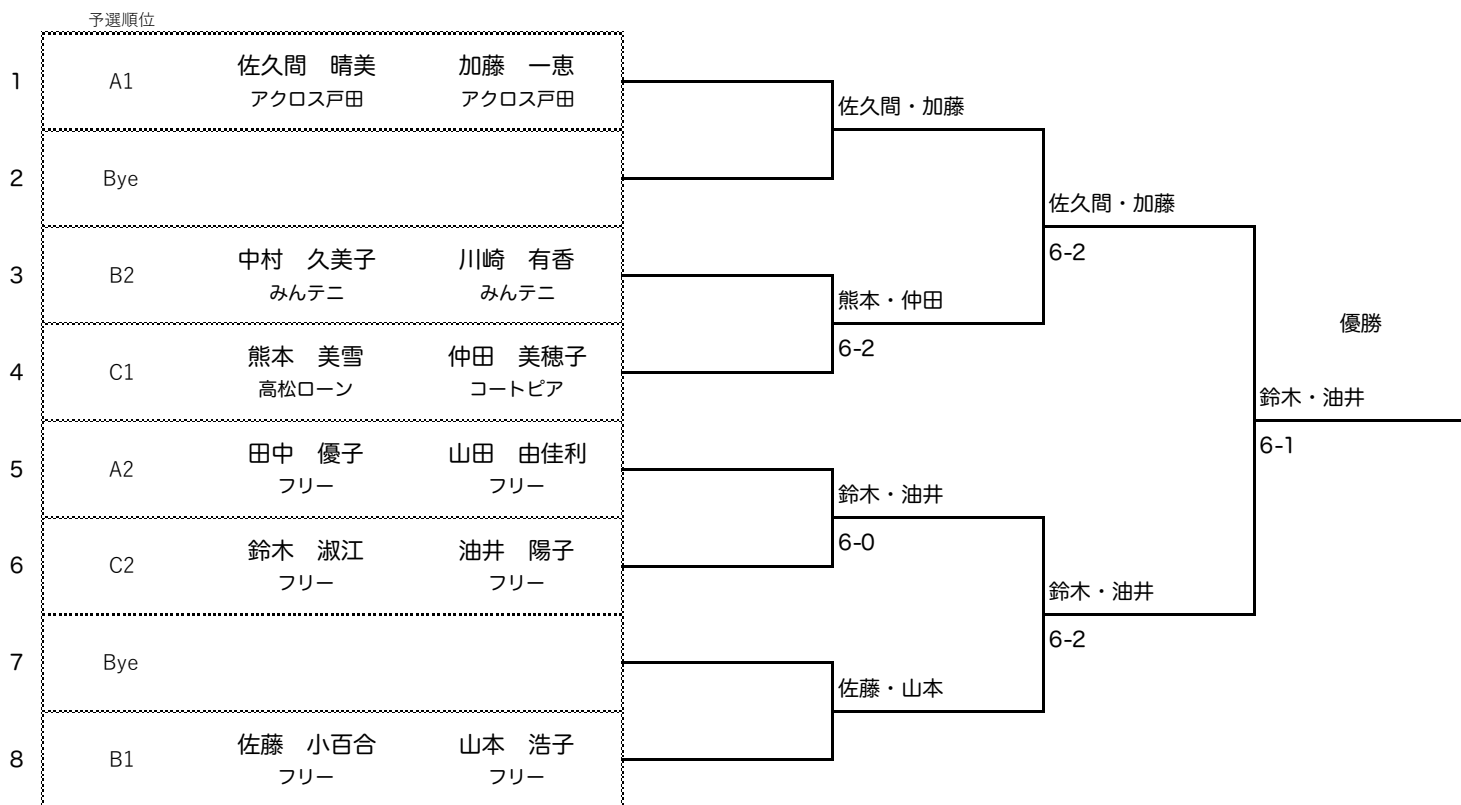 予選順位
1 A1 佐久間 晴美 加藤 一恵
アクロス戸田 アクロス戸田
佐久間・加藤
2 Bye
佐久間・加藤
6-2
3 B2 中村 久美子 川崎 有香
みんテニ みんテニ
熊本・仲田
6-2
4 C1 熊本 美雪 仲田 美穂子
高松ローン コートピア
優勝
鈴木・油井
6-1
5 A2 田中 優子 山田 由佳利
フリー フリー
鈴木・油井
6-0
6 C2 鈴木 淑江 油井 陽子
フリー フリー
鈴木・油井
6-2
7 Bye
佐藤・山本
8 B1 佐藤 小百合 山本 浩子
フリー フリー